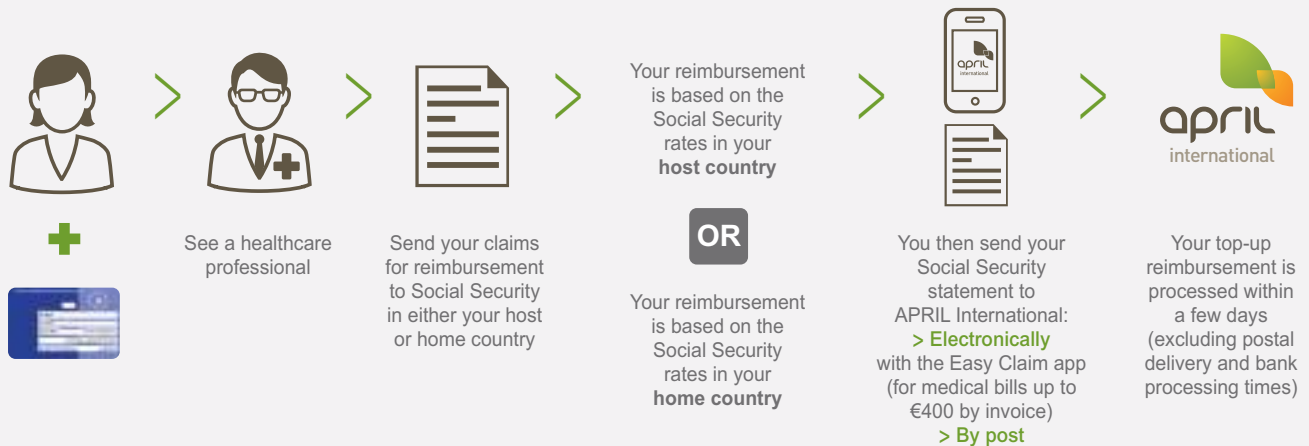 See a healthcare
professional
Send your claims
for reimbursement
to Social Security
in either your host
or home country
Your reimbursement
is based on the
Social Security
rates in your
host country
OR
Your reimbursement
is based on the
Social Security
rates in your
home country
april
international
You then send your
Social Security
statement to
APRIL International:
> Electronically
with the Easy Claim app
(for medical bills up to
€400 by invoice)
> By post
april
international
Your top-up
reimbursement is
processed within
a few days
(excluding postal
delivery and bank
processing times)